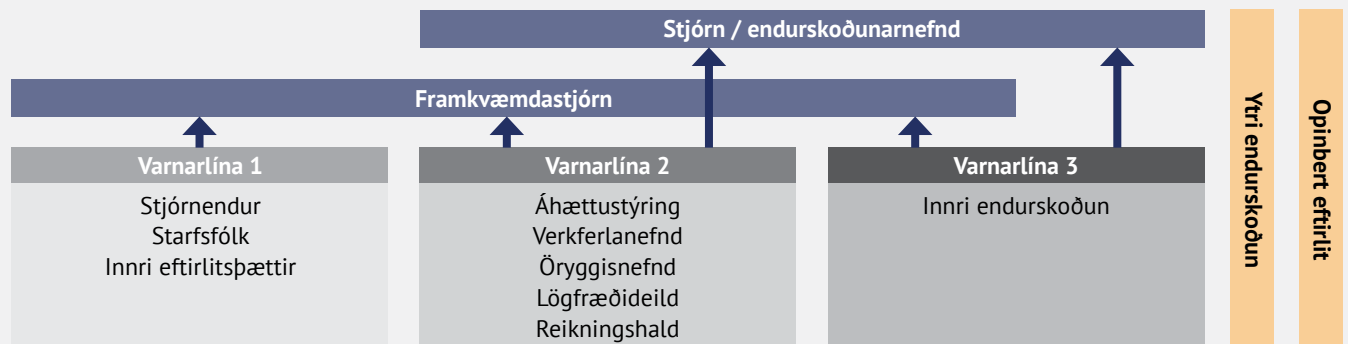 Stjórn / endurskoðunarnefnd
Framkvæmdastjórn
Varnarlína 1
Stjórnendur
Starfsfólk
Innri eftirlitsþættir
Varnarlína 2
Áhættustýring
Verkferlanefnd
Öryggisnefnd
Lögfræðideild
Reikningshald
Varnarlína 3
Innri endurskoðun
Ytri endurskoðun
Opinbert eftirlit